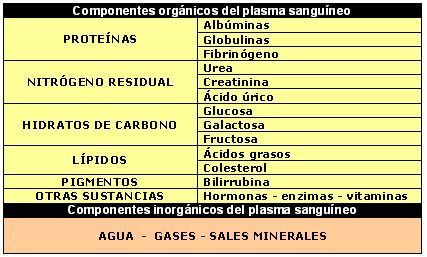 Componentes orgánicos del plasma sanguíneo
PROTEÍNAS
Albúminas
Globulinas
Fibrinógeno
NITRÓGENO RESIDUAL
Urea
Creatinina
Ácido úrico
HIDRATOS DE CARBONO
Glucosa
Galactosa
Fructosa
LÍPIDOS
Ácidos grasos
Colesterol
PIGMENTOS
Bilirrubina
OTRAS SUSTANCIAS
Hormonas - enzimas - vitaminas
Componentes inorgánicos del plasma sanguíneo
AGUA - GASES - SALES MINERALES